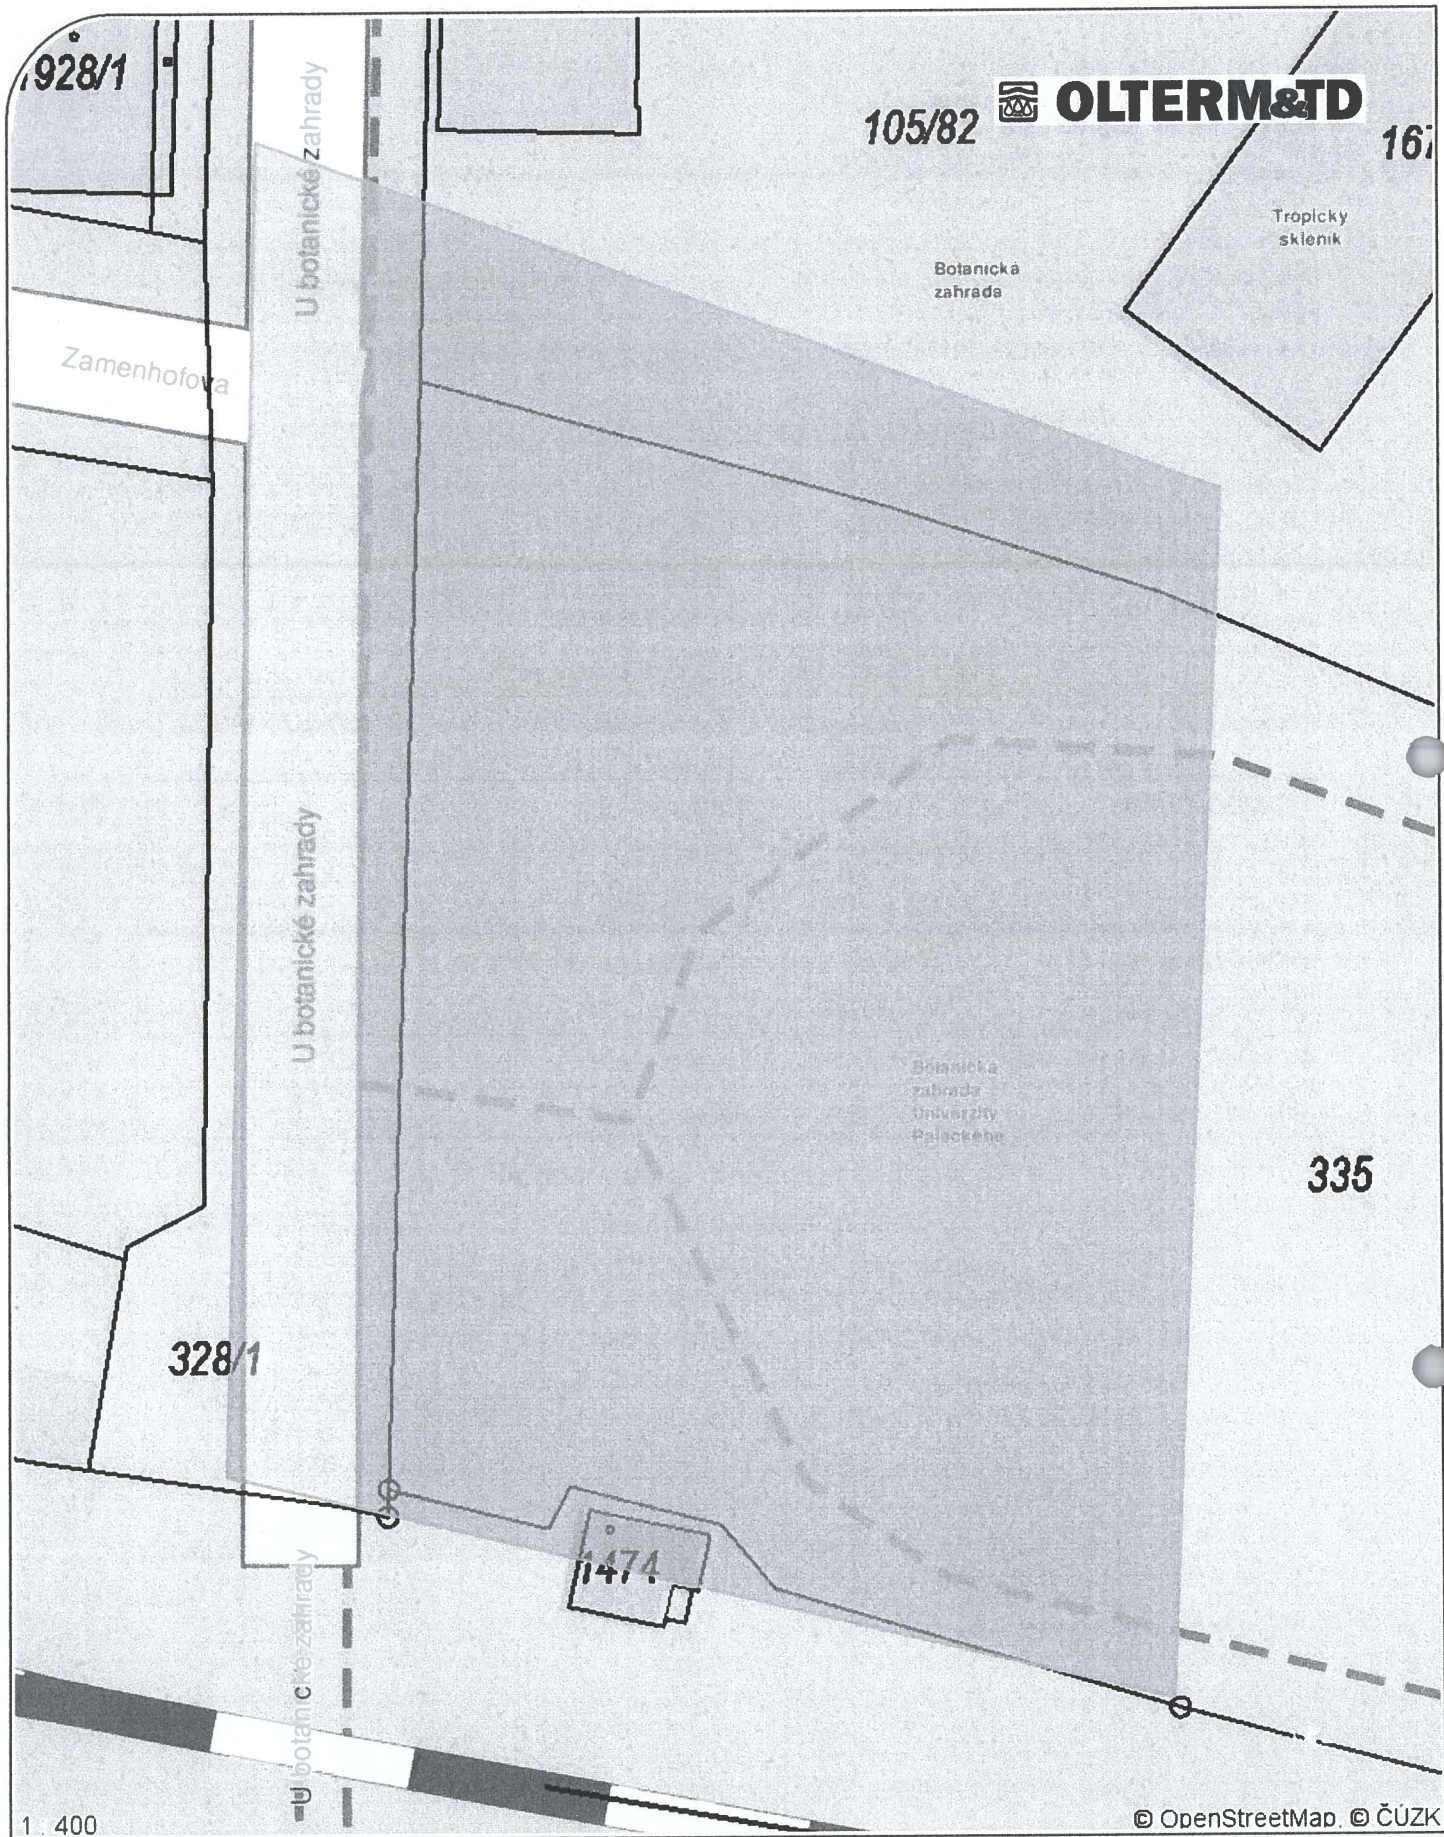 1928/1
U botanické zahrady
105/82
OLTERM&TD
167
Tropický
skleník
Botanická
zahrada
Zamenhofova
U botanické zahrady
Botanická
zahrada
Univerzity
Palackého
335
328/1
1474
U botanické zahrady
1 : 400
© OpenStreetMap, © ČÚZK